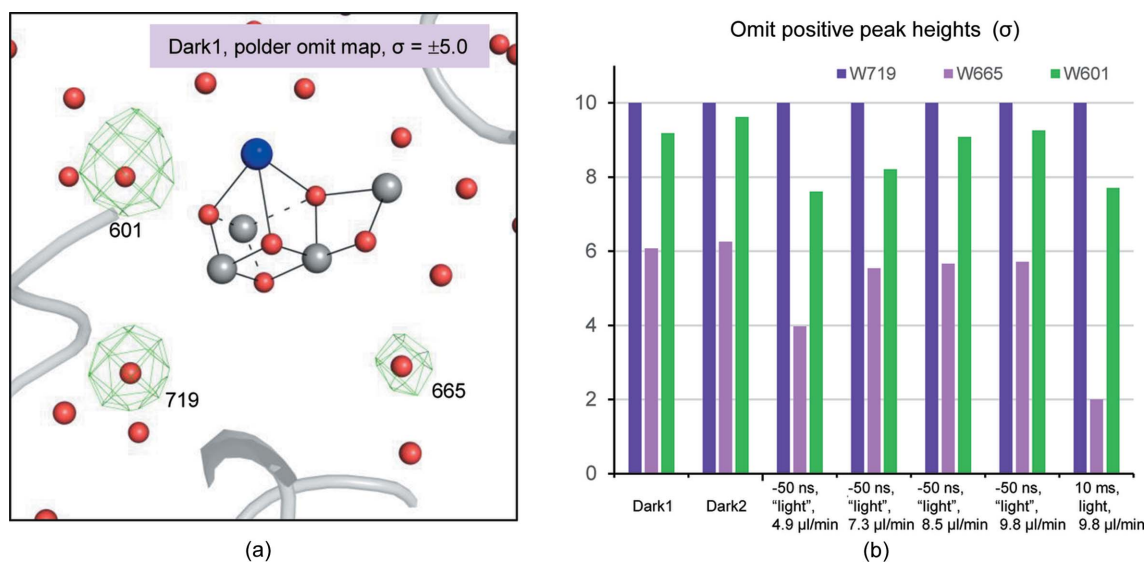 Dark1, polder omit map, σ = ±5.0
601
719
665
(a)
Omit positive peak heights (σ)
W719 W665 W601
10
8
6
4
2
0
Dark1
Dark2
-50 ns,
“light”,
4.9 µl/min
-50 ns,
“light”,
7.3 µl/min
-50 ns,
“light”,
8.5 µl/min
-50 ns,
“light”,
9.8 µl/min
10 ms,
light,
9.8 µl/min
(b)